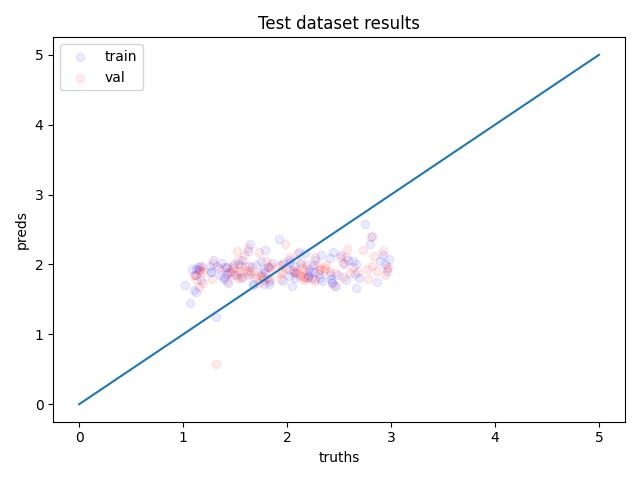 Test dataset results
train
val
5
4
3
2
1
0
preds
0 1 2 3 4 5
truths